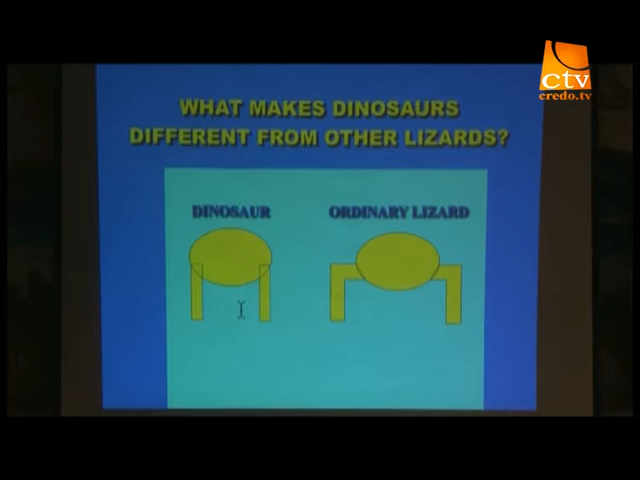 ctv
credo.tv
WHAT MAKES DINOSAURS
DIFFERENT FROM OTHER LIZARDS?
DINOSAUR
ORDINARY LIZARD